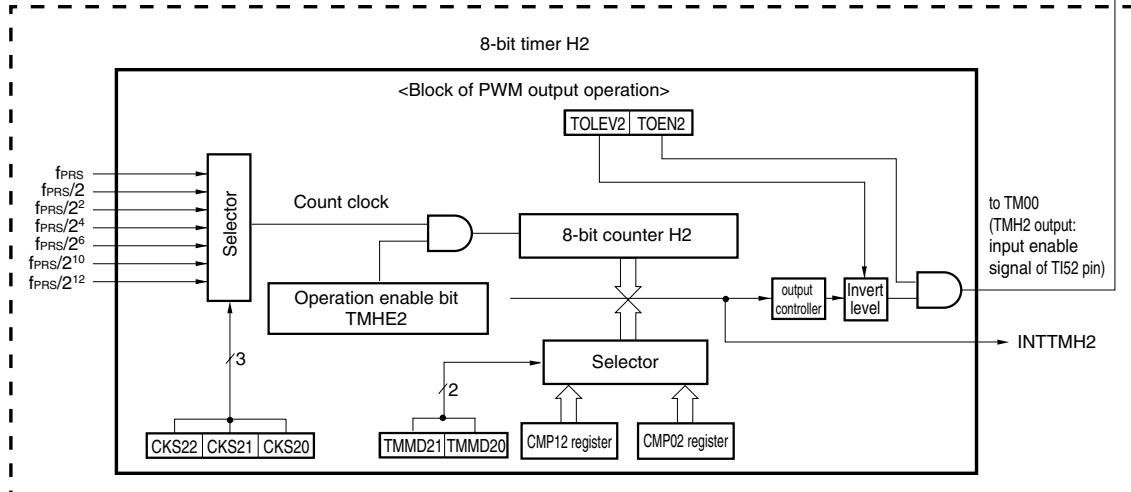 8-bit timer H2
<Block of PWM output operation>
TOLEV2 TOEN2
fPRS
fPRS/2
fPRS/2²
fPRS/2⁴
fPRS/2⁶
fPRS/2¹⁰
fPRS/2¹²
Selector
Count clock
8-bit counter H2
Operation enable bit
TMHE2
output
controller
Invert
level
to TM00
(TMH2 output:
input enable
signal of TI52 pin)
INTTMH2
3
2
Selector
CKS22 CKS21 CKS20
TMMD21 TMMD20
CMP12 register
CMP02 register